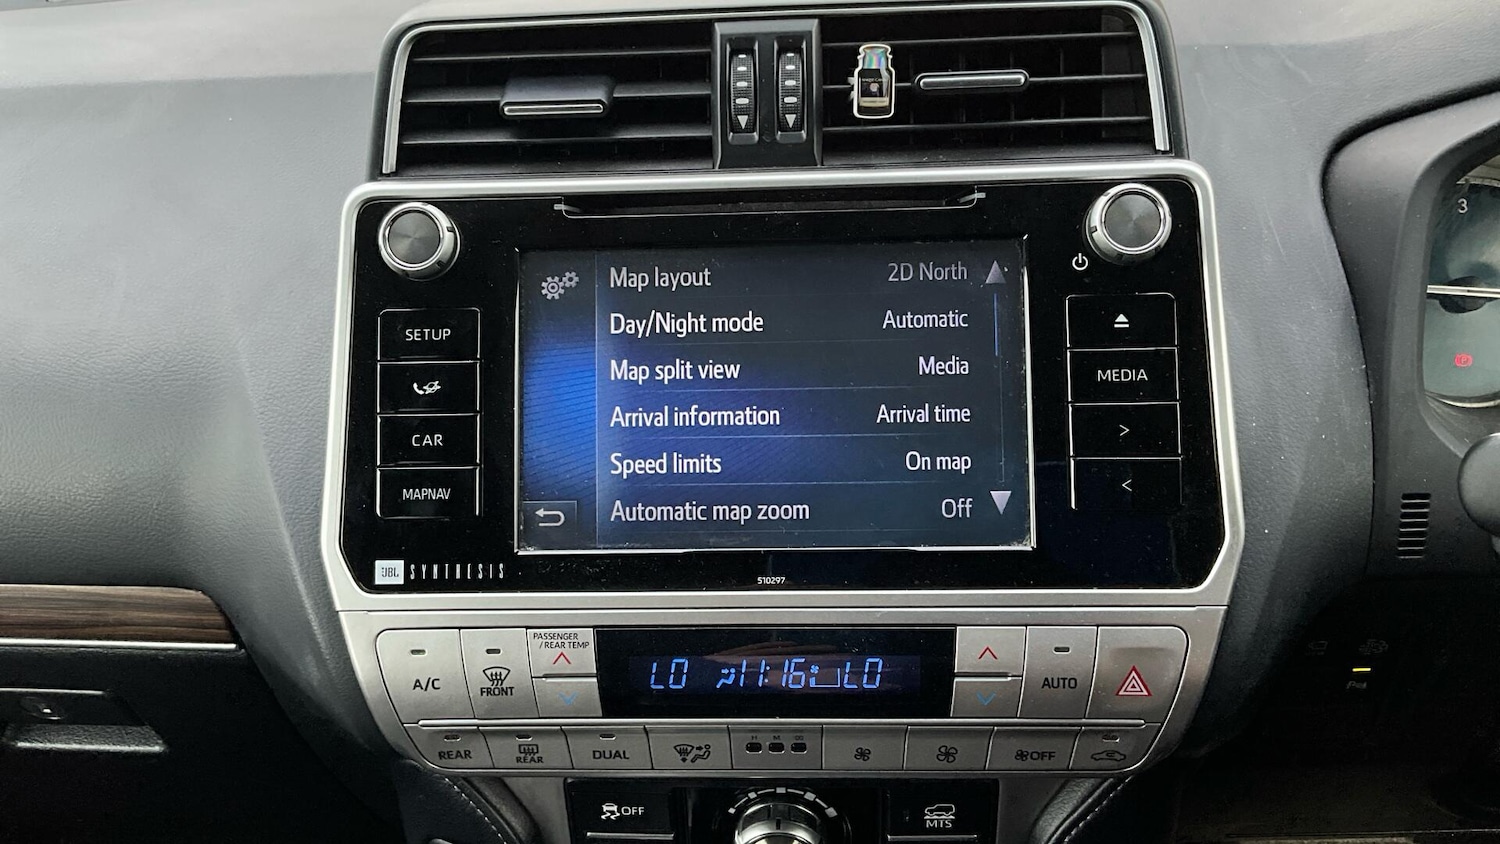 3
SETUP
CAR
MAPNAV
Map layout 2D North
Day/Night mode Automatic
Map split view Media
Arrival information Arrival time
Speed limits On map
Automatic map zoom Off
MEDIA
>
<
JBL SYNTHESIS
510297
A/C
FRONT
PASSENGER
/REAR TEMP
LO 11:16 LO
AUTO
REAR
REAR
DUAL
OFF
OFF
MTS